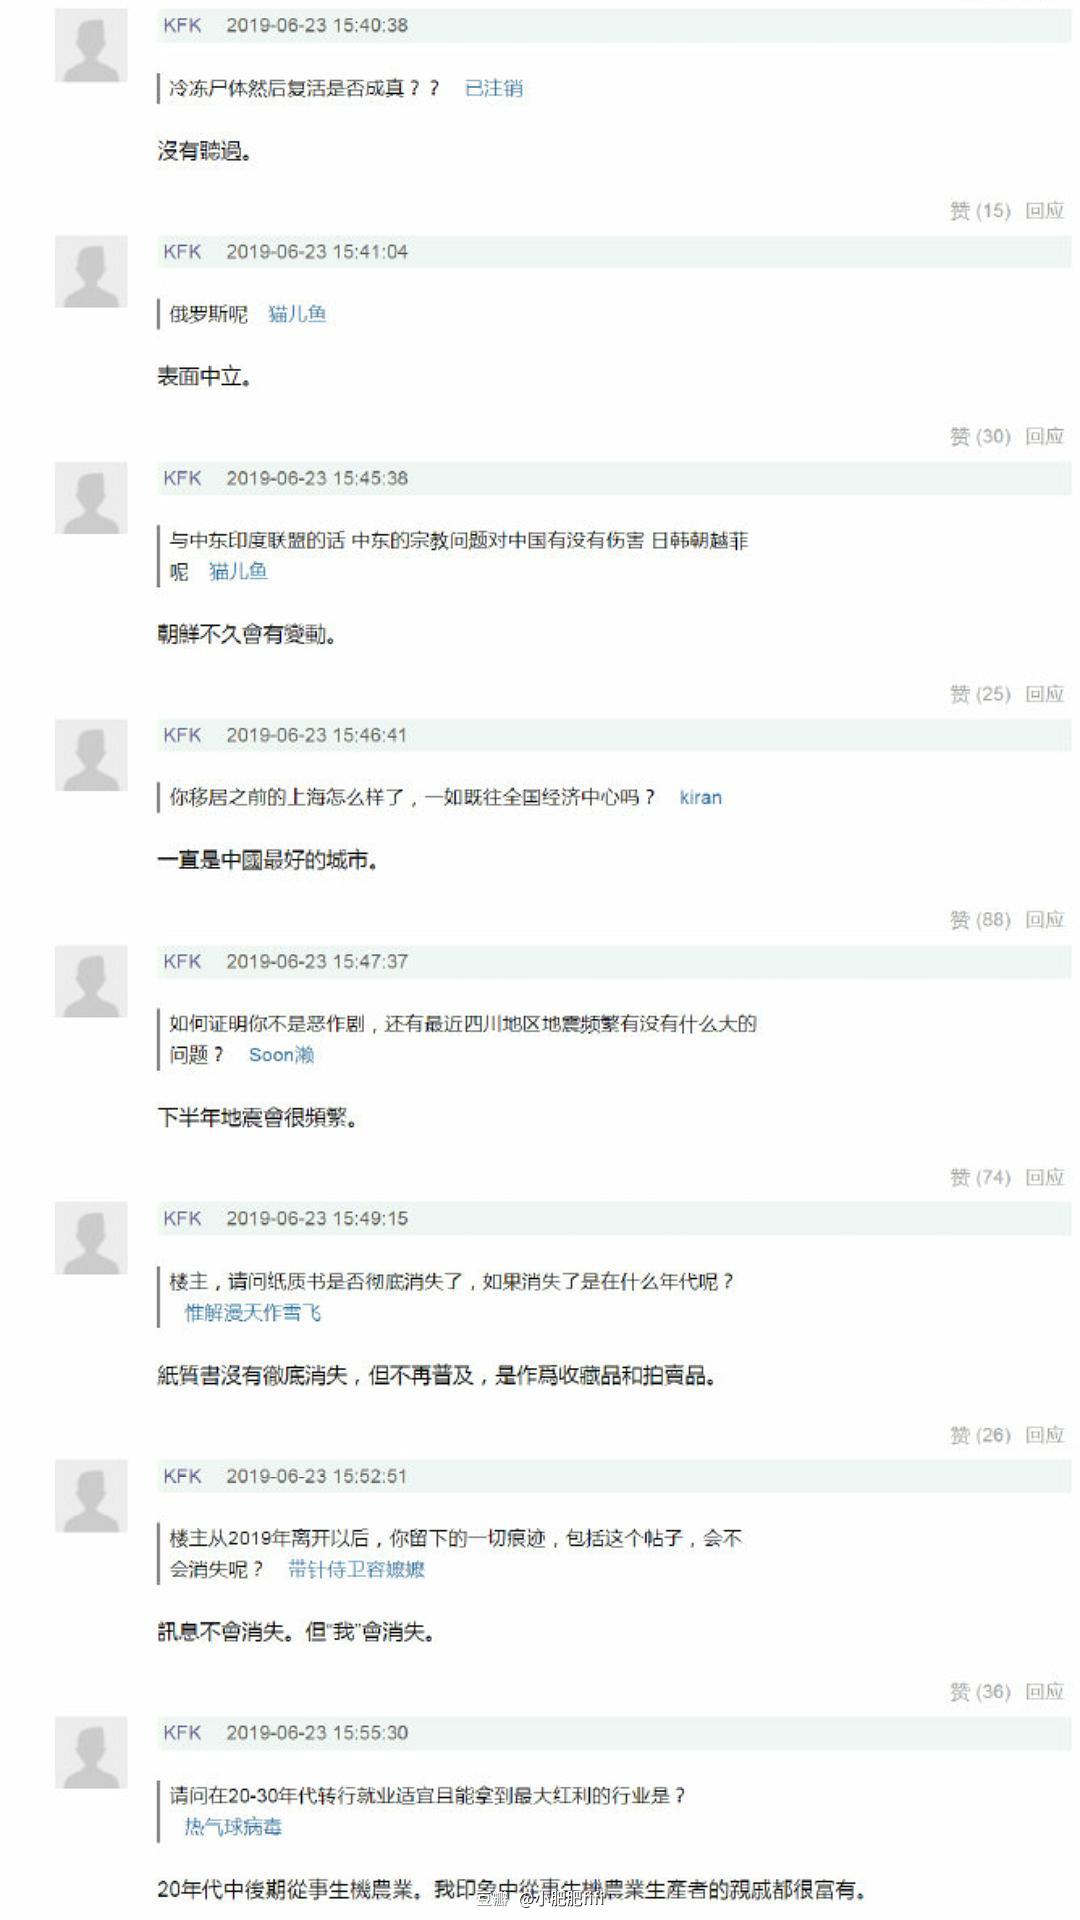 KFK 2019-06-23 15:40:38
冷冻尸体然后复活是否成真？？ 已注销
沒有聽過。
赞 (15) 回应
KFK 2019-06-23 15:41:04
俄罗斯呢 猫儿鱼
表面中立。
赞 (30) 回应
KFK 2019-06-23 15:45:38
与中东印度联盟的话 中东的宗教问题对中国有没有伤害 日韩朝越菲
呢 猫儿鱼
朝鮮不久會有變動。
赞 (25) 回应
KFK 2019-06-23 15:46:41
你移居之前的上海怎么样了，一如既往全国经济中心吗？ kiran
一直是中國最好的城市。
赞 (88) 回应
KFK 2019-06-23 15:47:37
如何证明你不是恶作剧，还有最近四川地区地震频繁有没有什么大的
问题？ Soon濑
下半年地震會很頻繁。
赞 (74) 回应
KFK 2019-06-23 15:49:15
楼主，请问纸质书是否彻底消失了，如果消失了是在什么年代呢？
惟解漫天作雪飞
紙質書沒有徹底消失，但不再普及，是作爲收藏品和拍賣品。
赞 (26) 回应
KFK 2019-06-23 15:52:51
楼主从2019年离开以后，你留下的一切痕迹，包括这个帖子，会不
会消失呢？ 带针侍卫容嬷嬷
訊息不會消失。但“我”會消失。
赞 (36) 回应
KFK 2019-06-23 15:55:30
请问在20-30年代转行就业适宜且能拿到最大红利的行业是？
热气球病毒
20年代中後期從事生機農業。我印象中從事生機農業生產者的親戚都很富有。
豆瓣 @小肥肥fifi